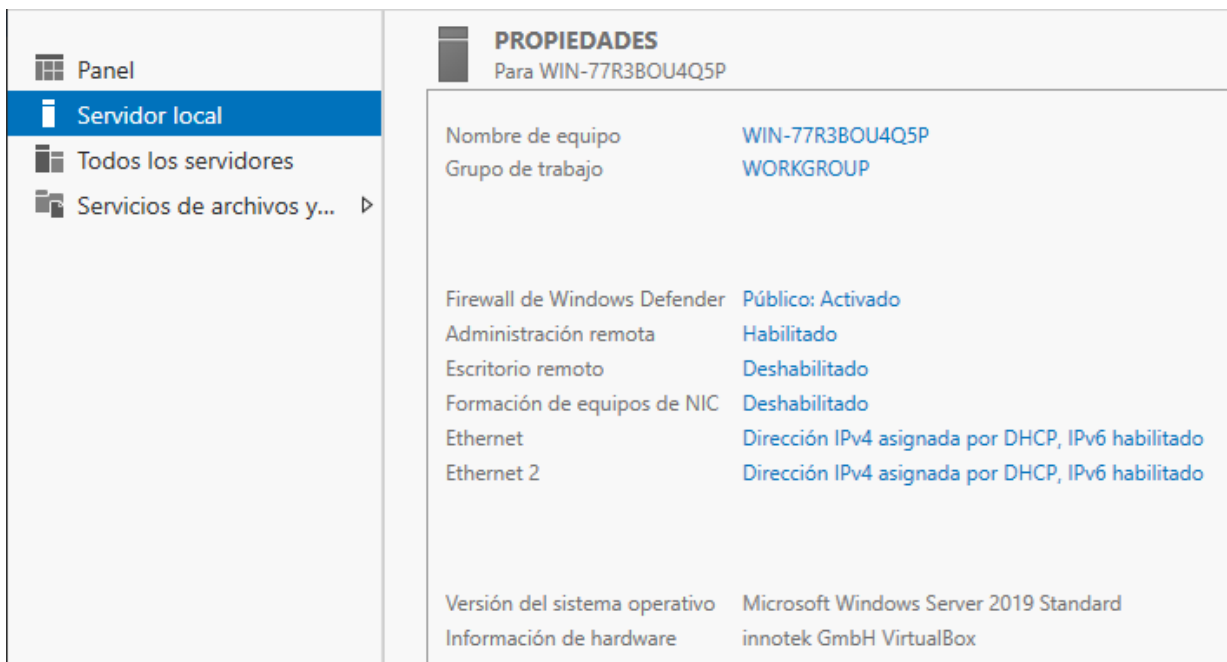 Panel
Servidor local
Todos los servidores
Servicios de archivos y...
PROPIEDADES
Para WIN-77R3BOU4Q5P
Nombre de equipo WIN-77R3BOU4Q5P
Grupo de trabajo WORKGROUP
Firewall de Windows Defender Público: Activado
Administración remota Habilitado
Escritorio remoto Deshabilitado
Formación de equipos de NIC Deshabilitado
Ethernet Dirección IPv4 asignada por DHCP, IPv6 habilitado
Ethernet 2 Dirección IPv4 asignada por DHCP, IPv6 habilitado
Versión del sistema operativo Microsoft Windows Server 2019 Standard
Información de hardware innotek GmbH VirtualBox